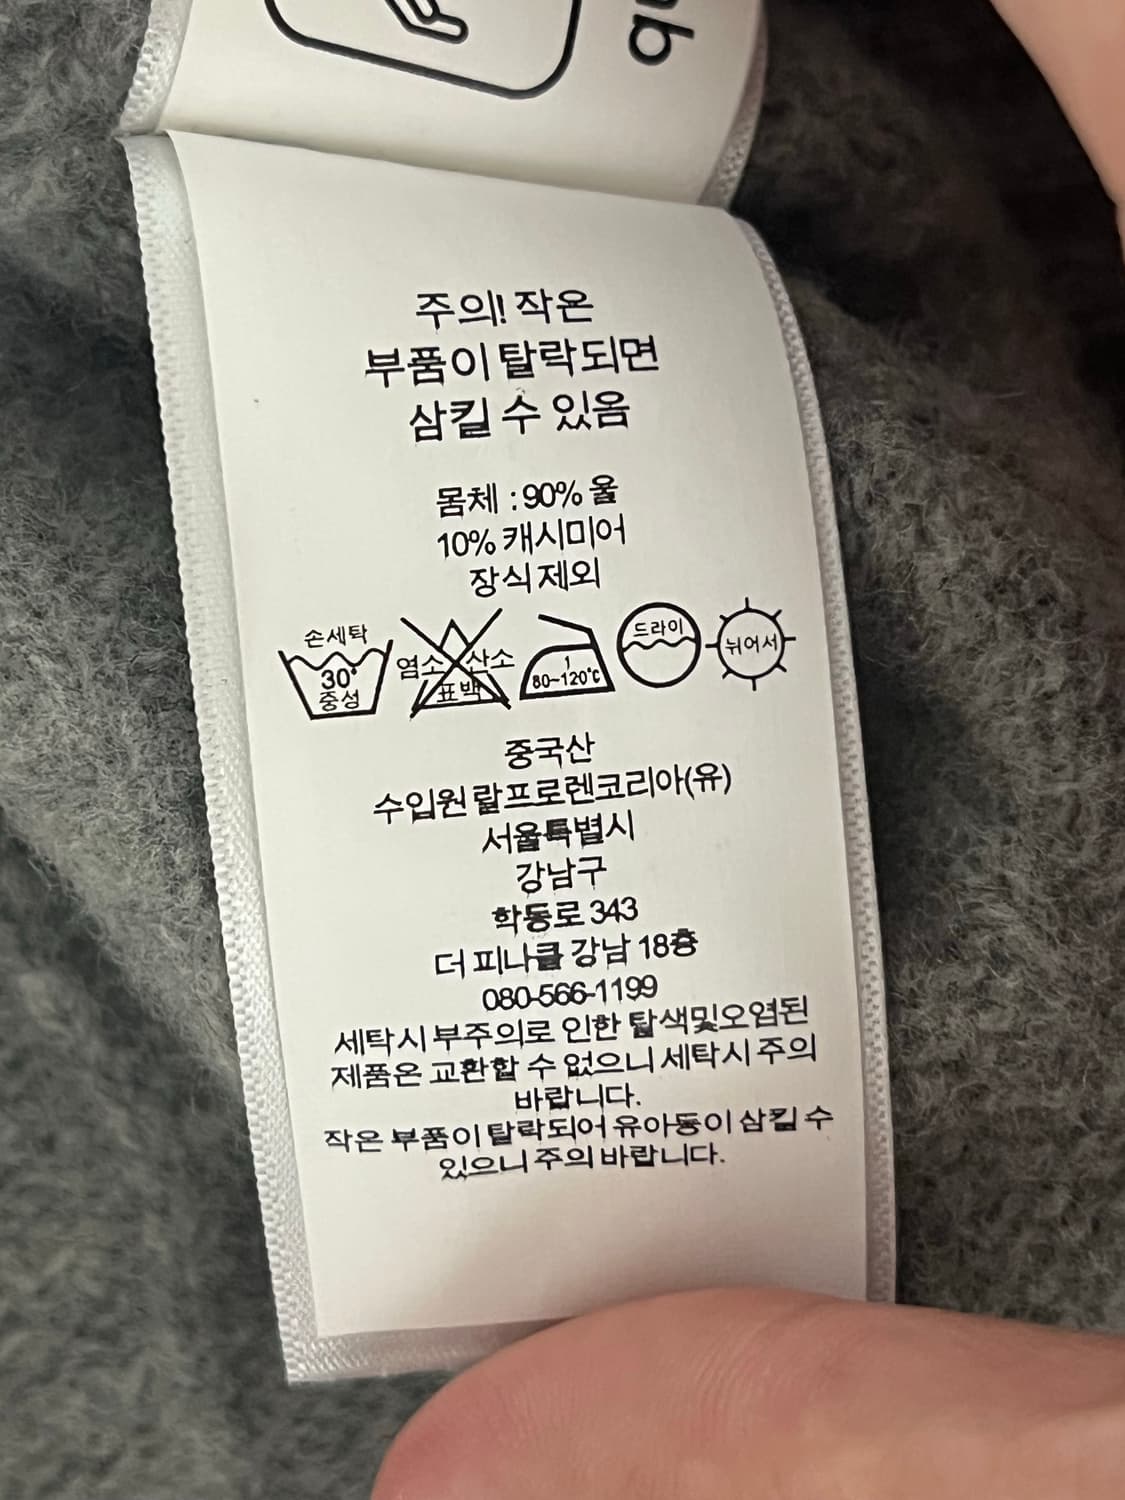 주의! 작은
부품이 탈락되면
삼킬 수 있음
몸체 : 90% 울
10% 캐시미어
장식 제외
손세탁
30°
중성
염소 산소
표백
1
80~120℃
드라이
뉘어서
중국산
수입원 랄프로렌코리아(유)
서울특별시
강남구
학동로 343
더 피나클 강남 18층
080-566-1199
세탁시 부주의로 인한 탈색및오염된
제품은 교환할 수 없으니 세탁시 주의
바랍니다.
작은 부품이 탈락되어 유아동이 삼킬 수
있으니 주의 바랍니다.